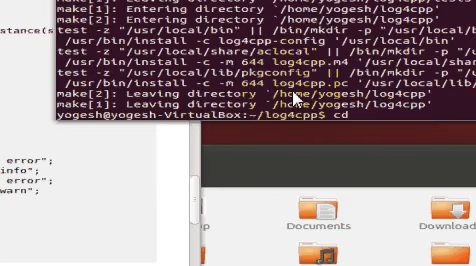 make[2]: Entering directory `/home/yogesh/log4cpp'
make[1]: Entering directory `/home/yogesh/log4cpp'
test -z "/usr/local/bin" || /bin/mkdir -p "/usr/l
/usr/bin/install -c log4cpp-config '/usr/local/bin'
test -z "/usr/local/share/aclocal" || /bin/mkdir -p "/
/usr/bin/install -c -m 644 log4cpp.m4 '/usr/local/shar
test -z "/usr/local/lib/pkgconfig" || /bin/mkdir -p "/
/usr/bin/install -c -m 644 log4cpp.pc '/usr/local/lib
make[2]: Leaving directory `/home/yogesh/log4cpp'
make[1]: Leaving directory `/home/yogesh/log4cpp'
yogesh@yogesh-VirtualBox:~/log4cpp$ cd
stance(s
error";
info";
error";
warn";
Documents
Download